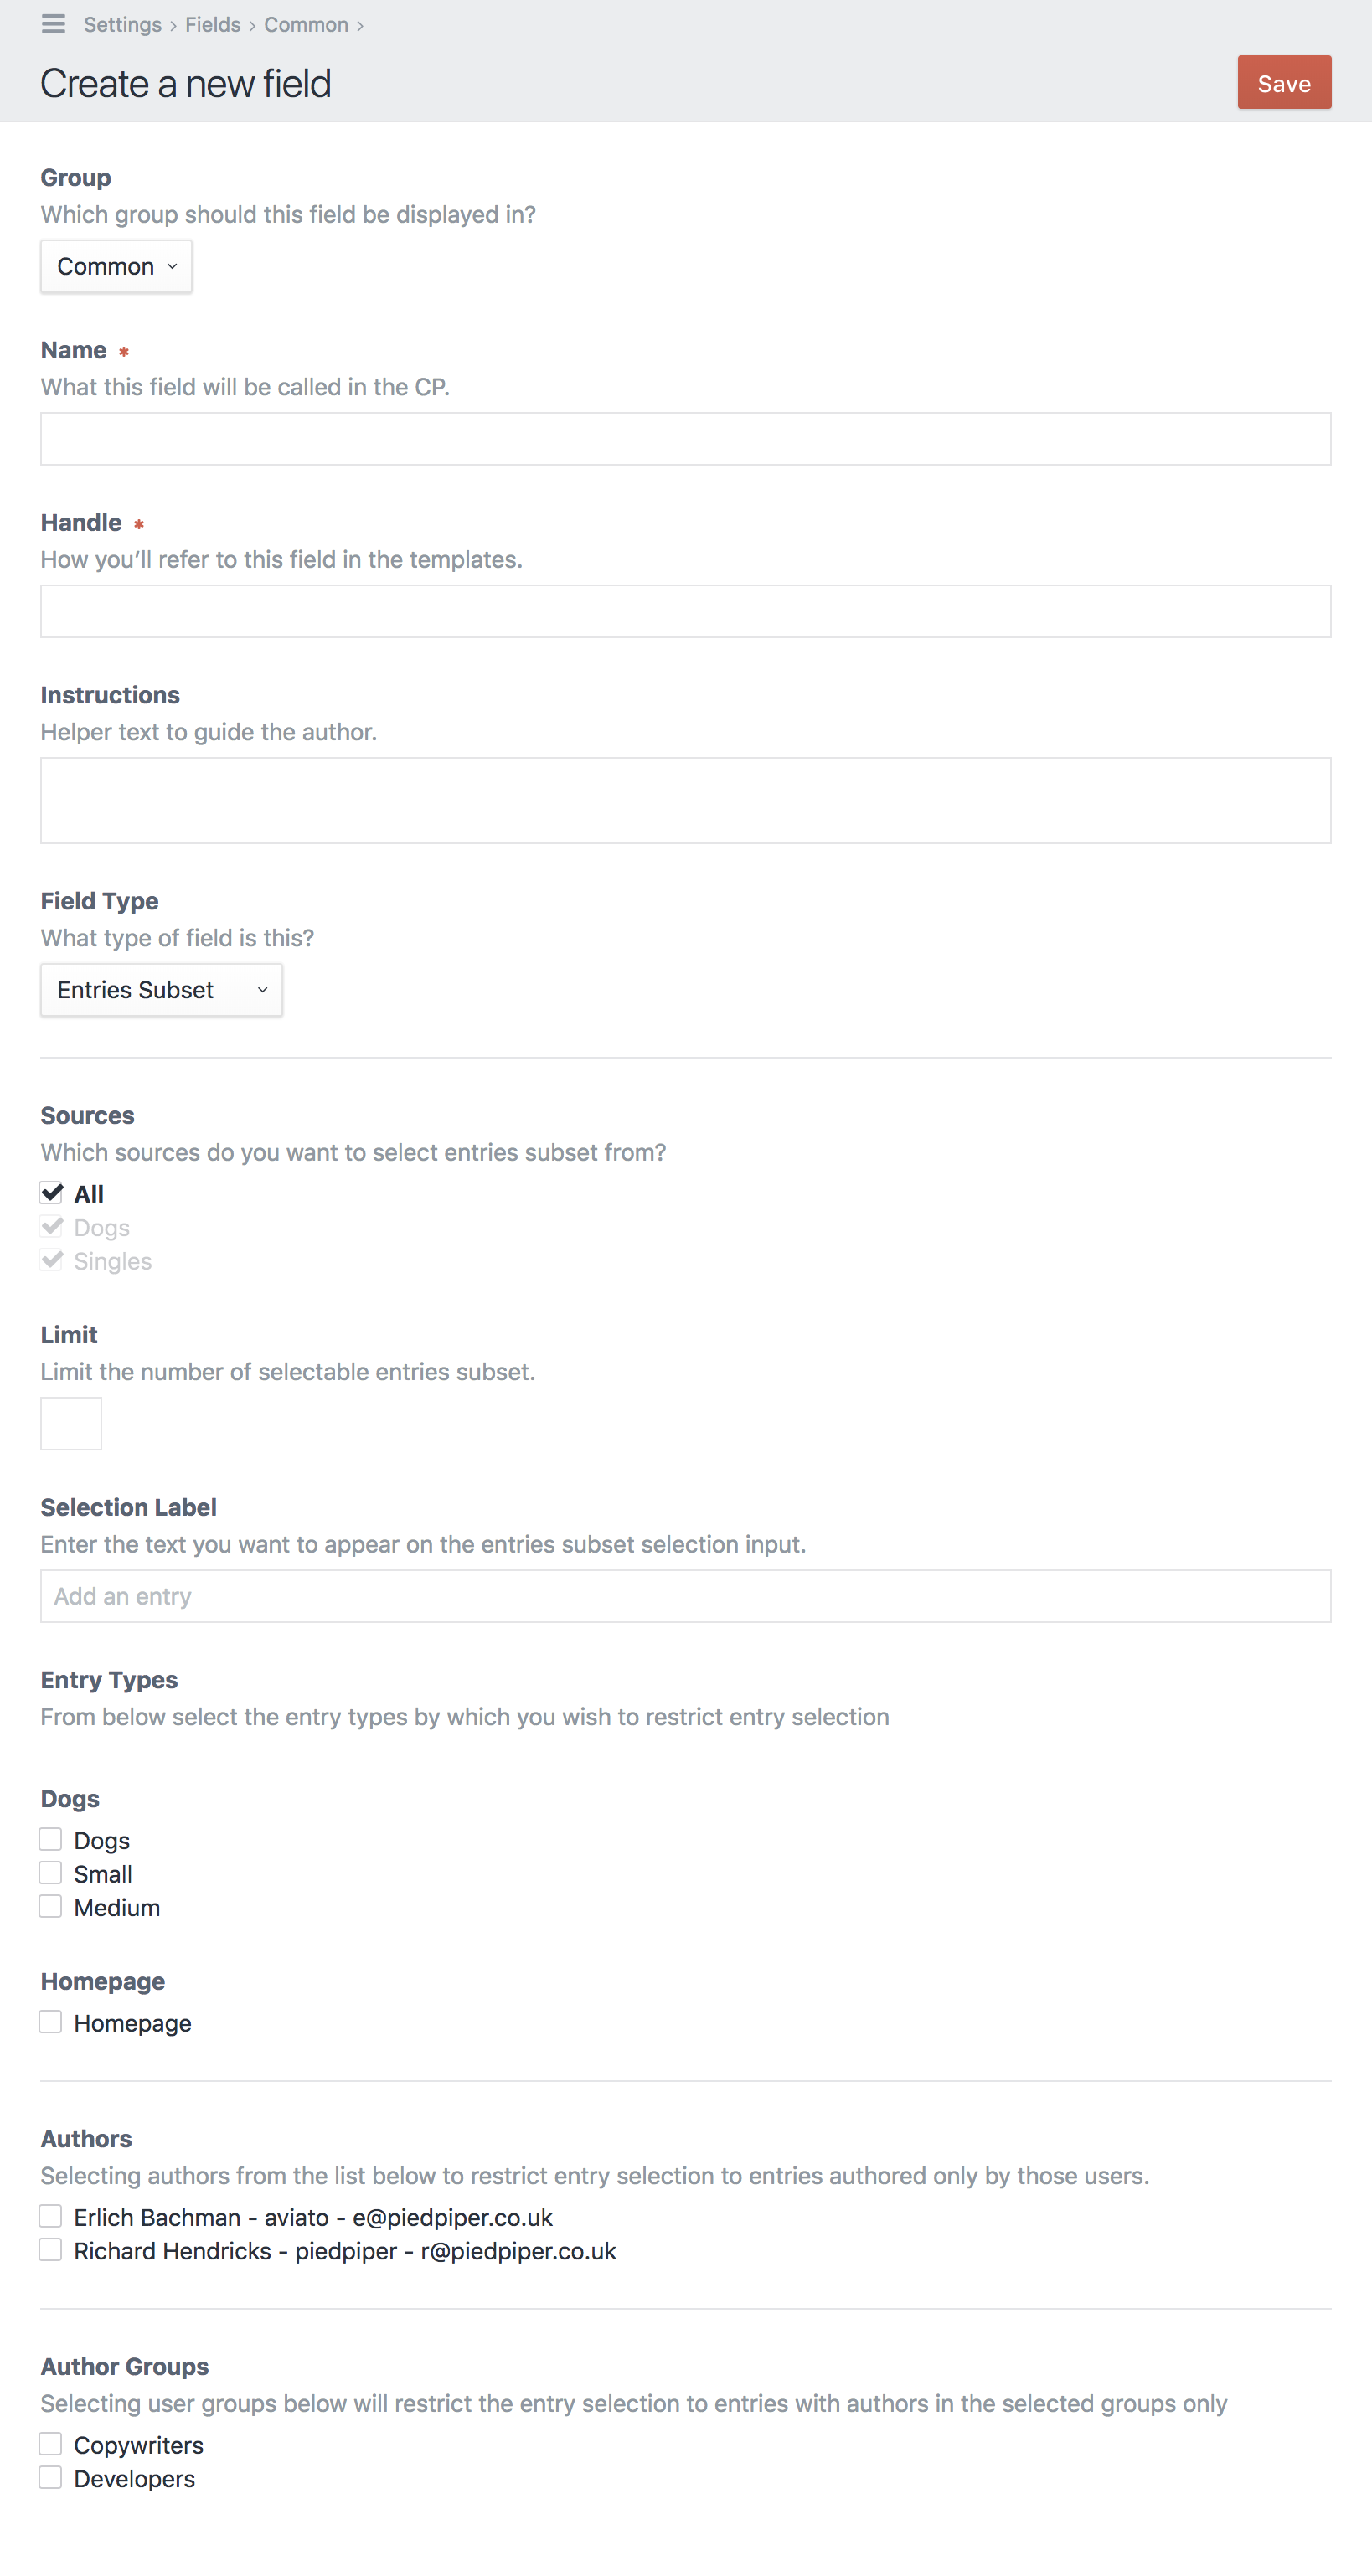 Settings › Fields › Common ›
Create a new field
Save
Group
Which group should this field be displayed in?
Common
Name *
What this field will be called in the CP.
Handle *
How you’ll refer to this field in the templates.
Instructions
Helper text to guide the author.
Field Type
What type of field is this?
Entries Subset
Sources
Which sources do you want to select entries subset from?
All
Dogs
Singles
Limit
Limit the number of selectable entries subset.
Selection Label
Enter the text you want to appear on the entries subset selection input.
Add an entry
Entry Types
From below select the entry types by which you wish to restrict entry selection
Dogs
Dogs
Small
Medium
Homepage
Homepage
Authors
Selecting authors from the list below to restrict entry selection to entries authored only by those users.
Erlich Bachman - aviato - e@piedpiper.co.uk
Richard Hendricks - piedpiper - r@piedpiper.co.uk
Author Groups
Selecting user groups below will restrict the entry selection to entries with authors in the selected groups only
Copywriters
Developers